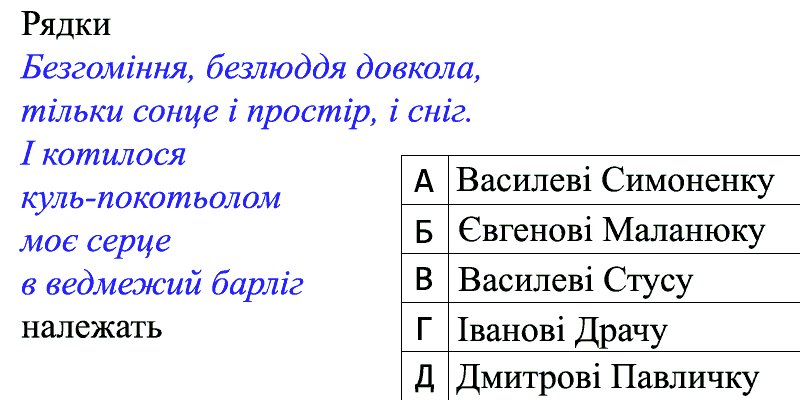 Рядки
Безгоміння, безлюддя довкола,
тільки сонце і простір, і сніг.
І котилося
куль-покотьолом
моє серце
в ведмежий барліг
належать
А Василеві Симоненку
Б Євгенові Маланюку
В Василеві Стусу
Г Іванові Драчу
Д Дмитрові Павличку